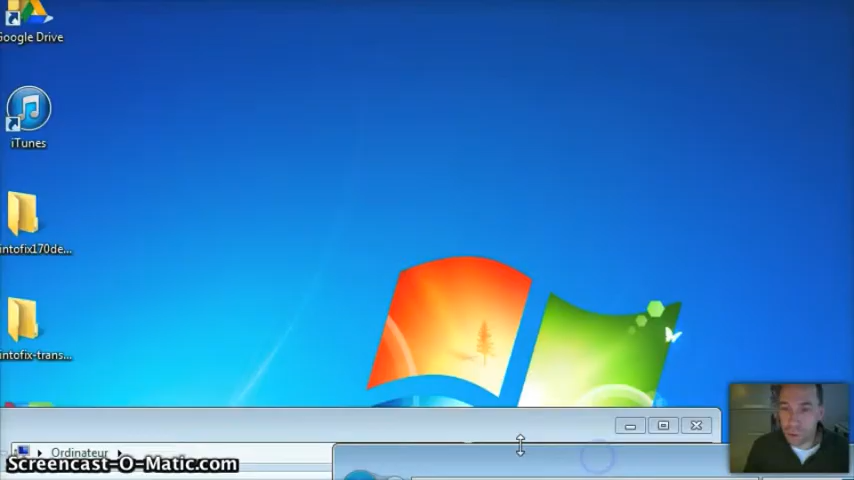 Google Drive
iTunes
intofix170de...
intofix-trans...
Ordinateur
Screencast-O-Matic.com